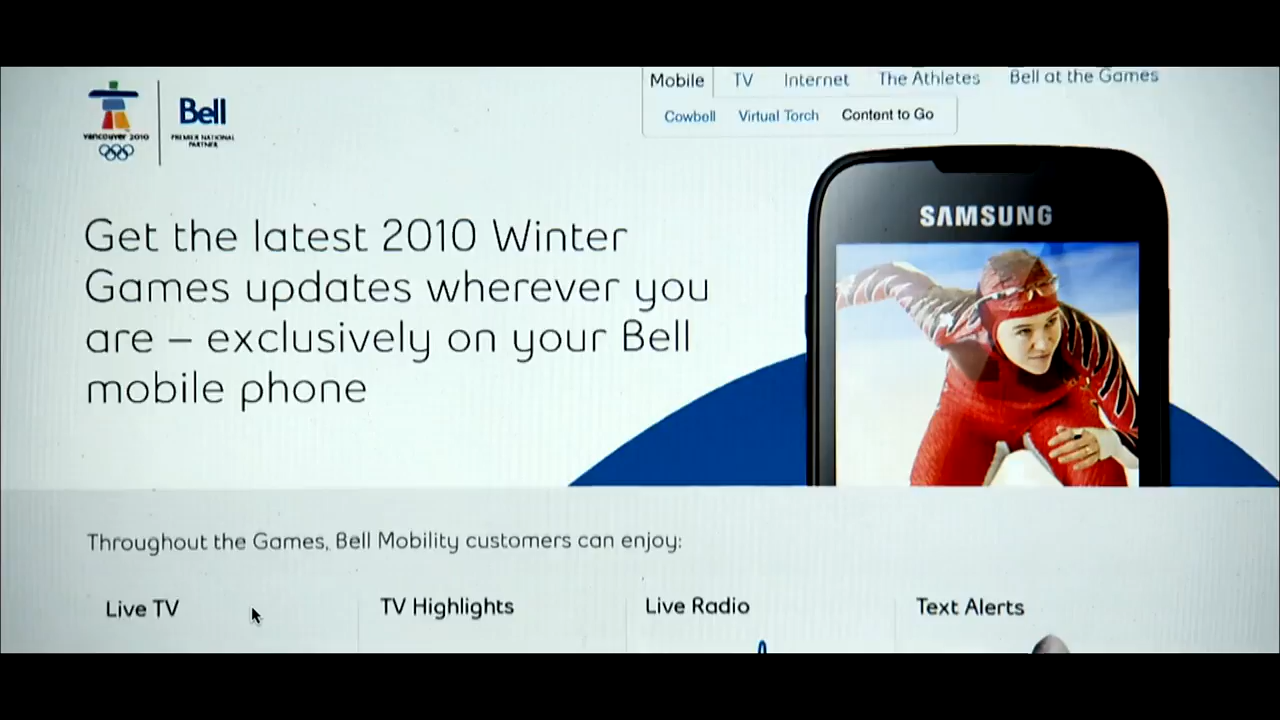 Mobile TV Internet The Athletes Bell at the Games
Cowbell Virtual Torch Content to Go
vancouver 2010
Bell
PREMIER NATIONAL
PARTNER
SAMSUNG
Get the latest 2010 Winter
Games updates wherever you
are – exclusively on your Bell
mobile phone
Throughout the Games, Bell Mobility customers can enjoy:
Live TV TV Highlights Live Radio Text Alerts